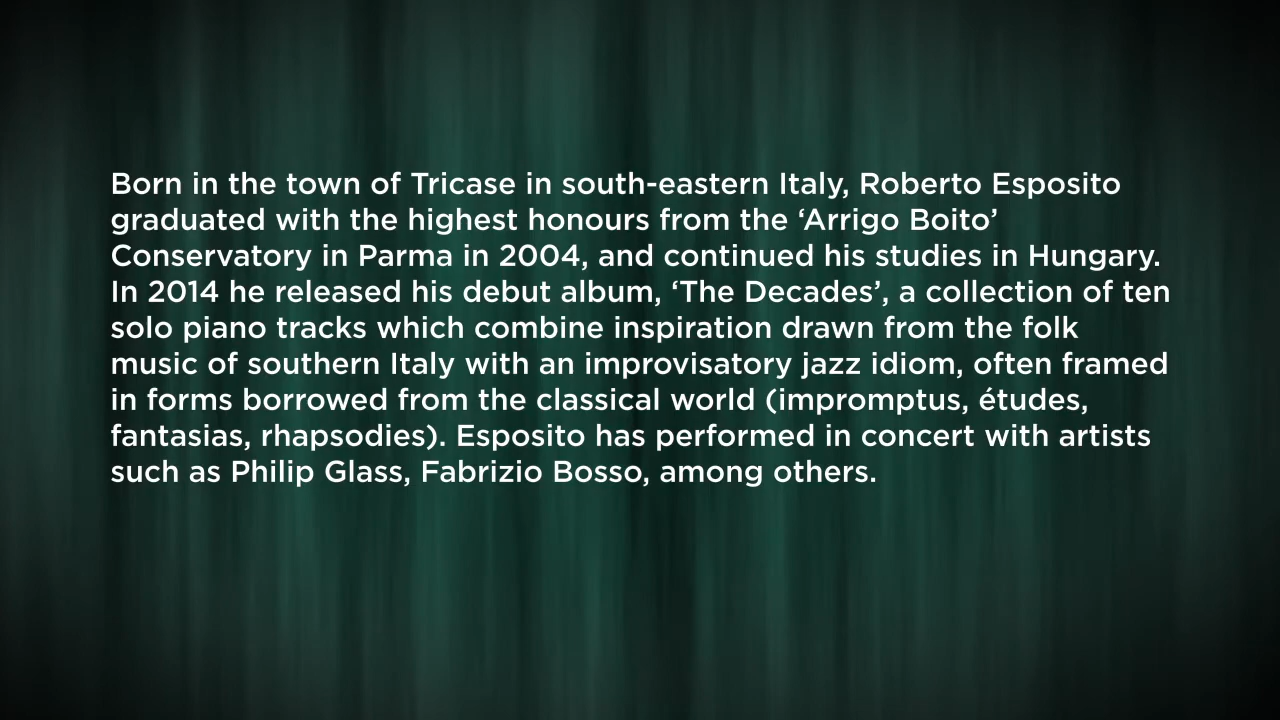 Born in the town of Tricase in south-eastern Italy, Roberto Esposito
graduated with the highest honours from the ‘Arrigo Boito’
Conservatory in Parma in 2004, and continued his studies in Hungary.
In 2014 he released his debut album, ‘The Decades’, a collection of ten
solo piano tracks which combine inspiration drawn from the folk
music of southern Italy with an improvisatory jazz idiom, often framed
in forms borrowed from the classical world (impromptus, études,
fantasias, rhapsodies). Esposito has performed in concert with artists
such as Philip Glass, Fabrizio Bosso, among others.